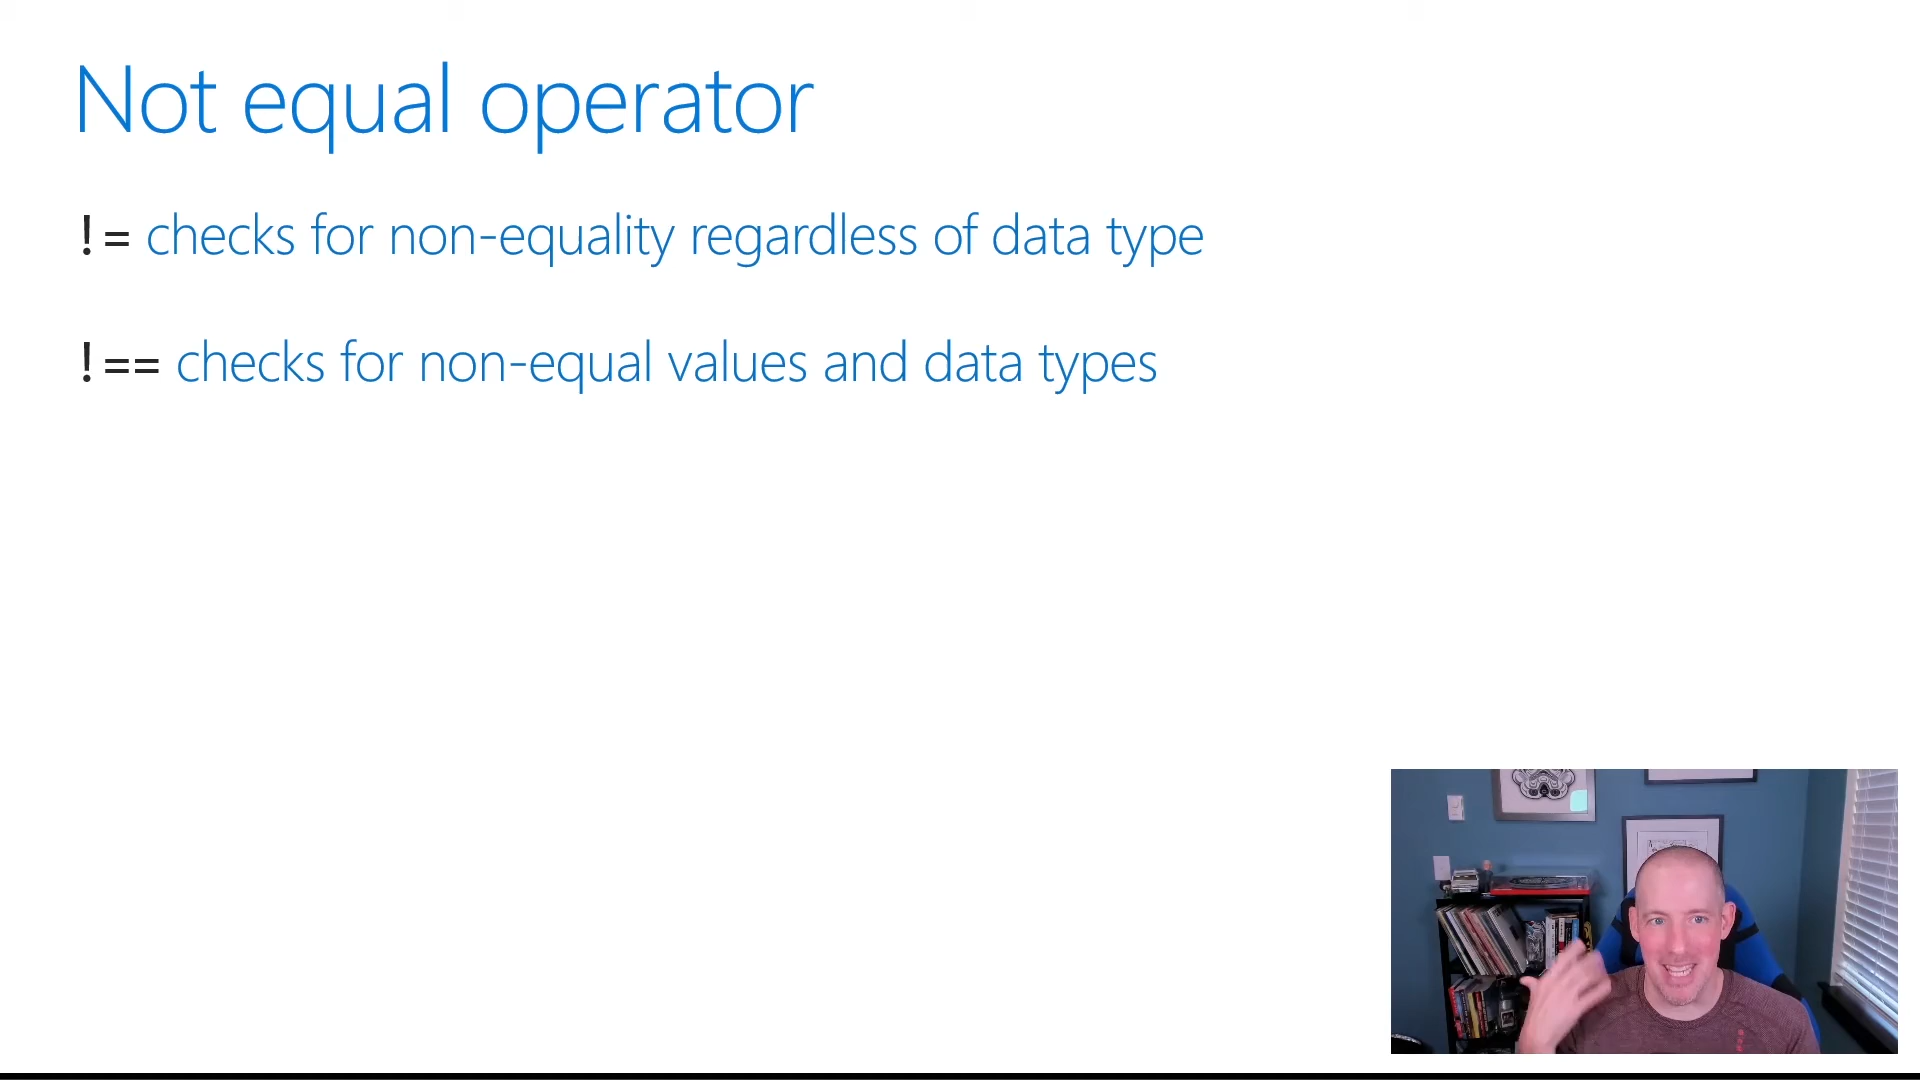 Not equal operator
!= checks for non-equality regardless of data type
!== checks for non-equal values and data types